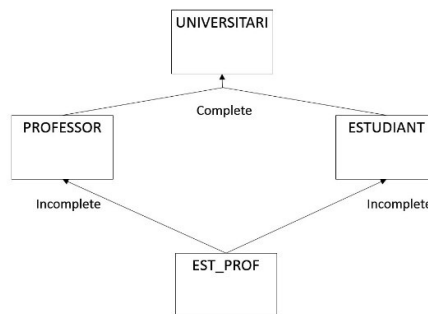 UNIVERSITARI
Complete
PROFESSOR
ESTUDIANT
Incomplete
Incomplete
EST_PROF